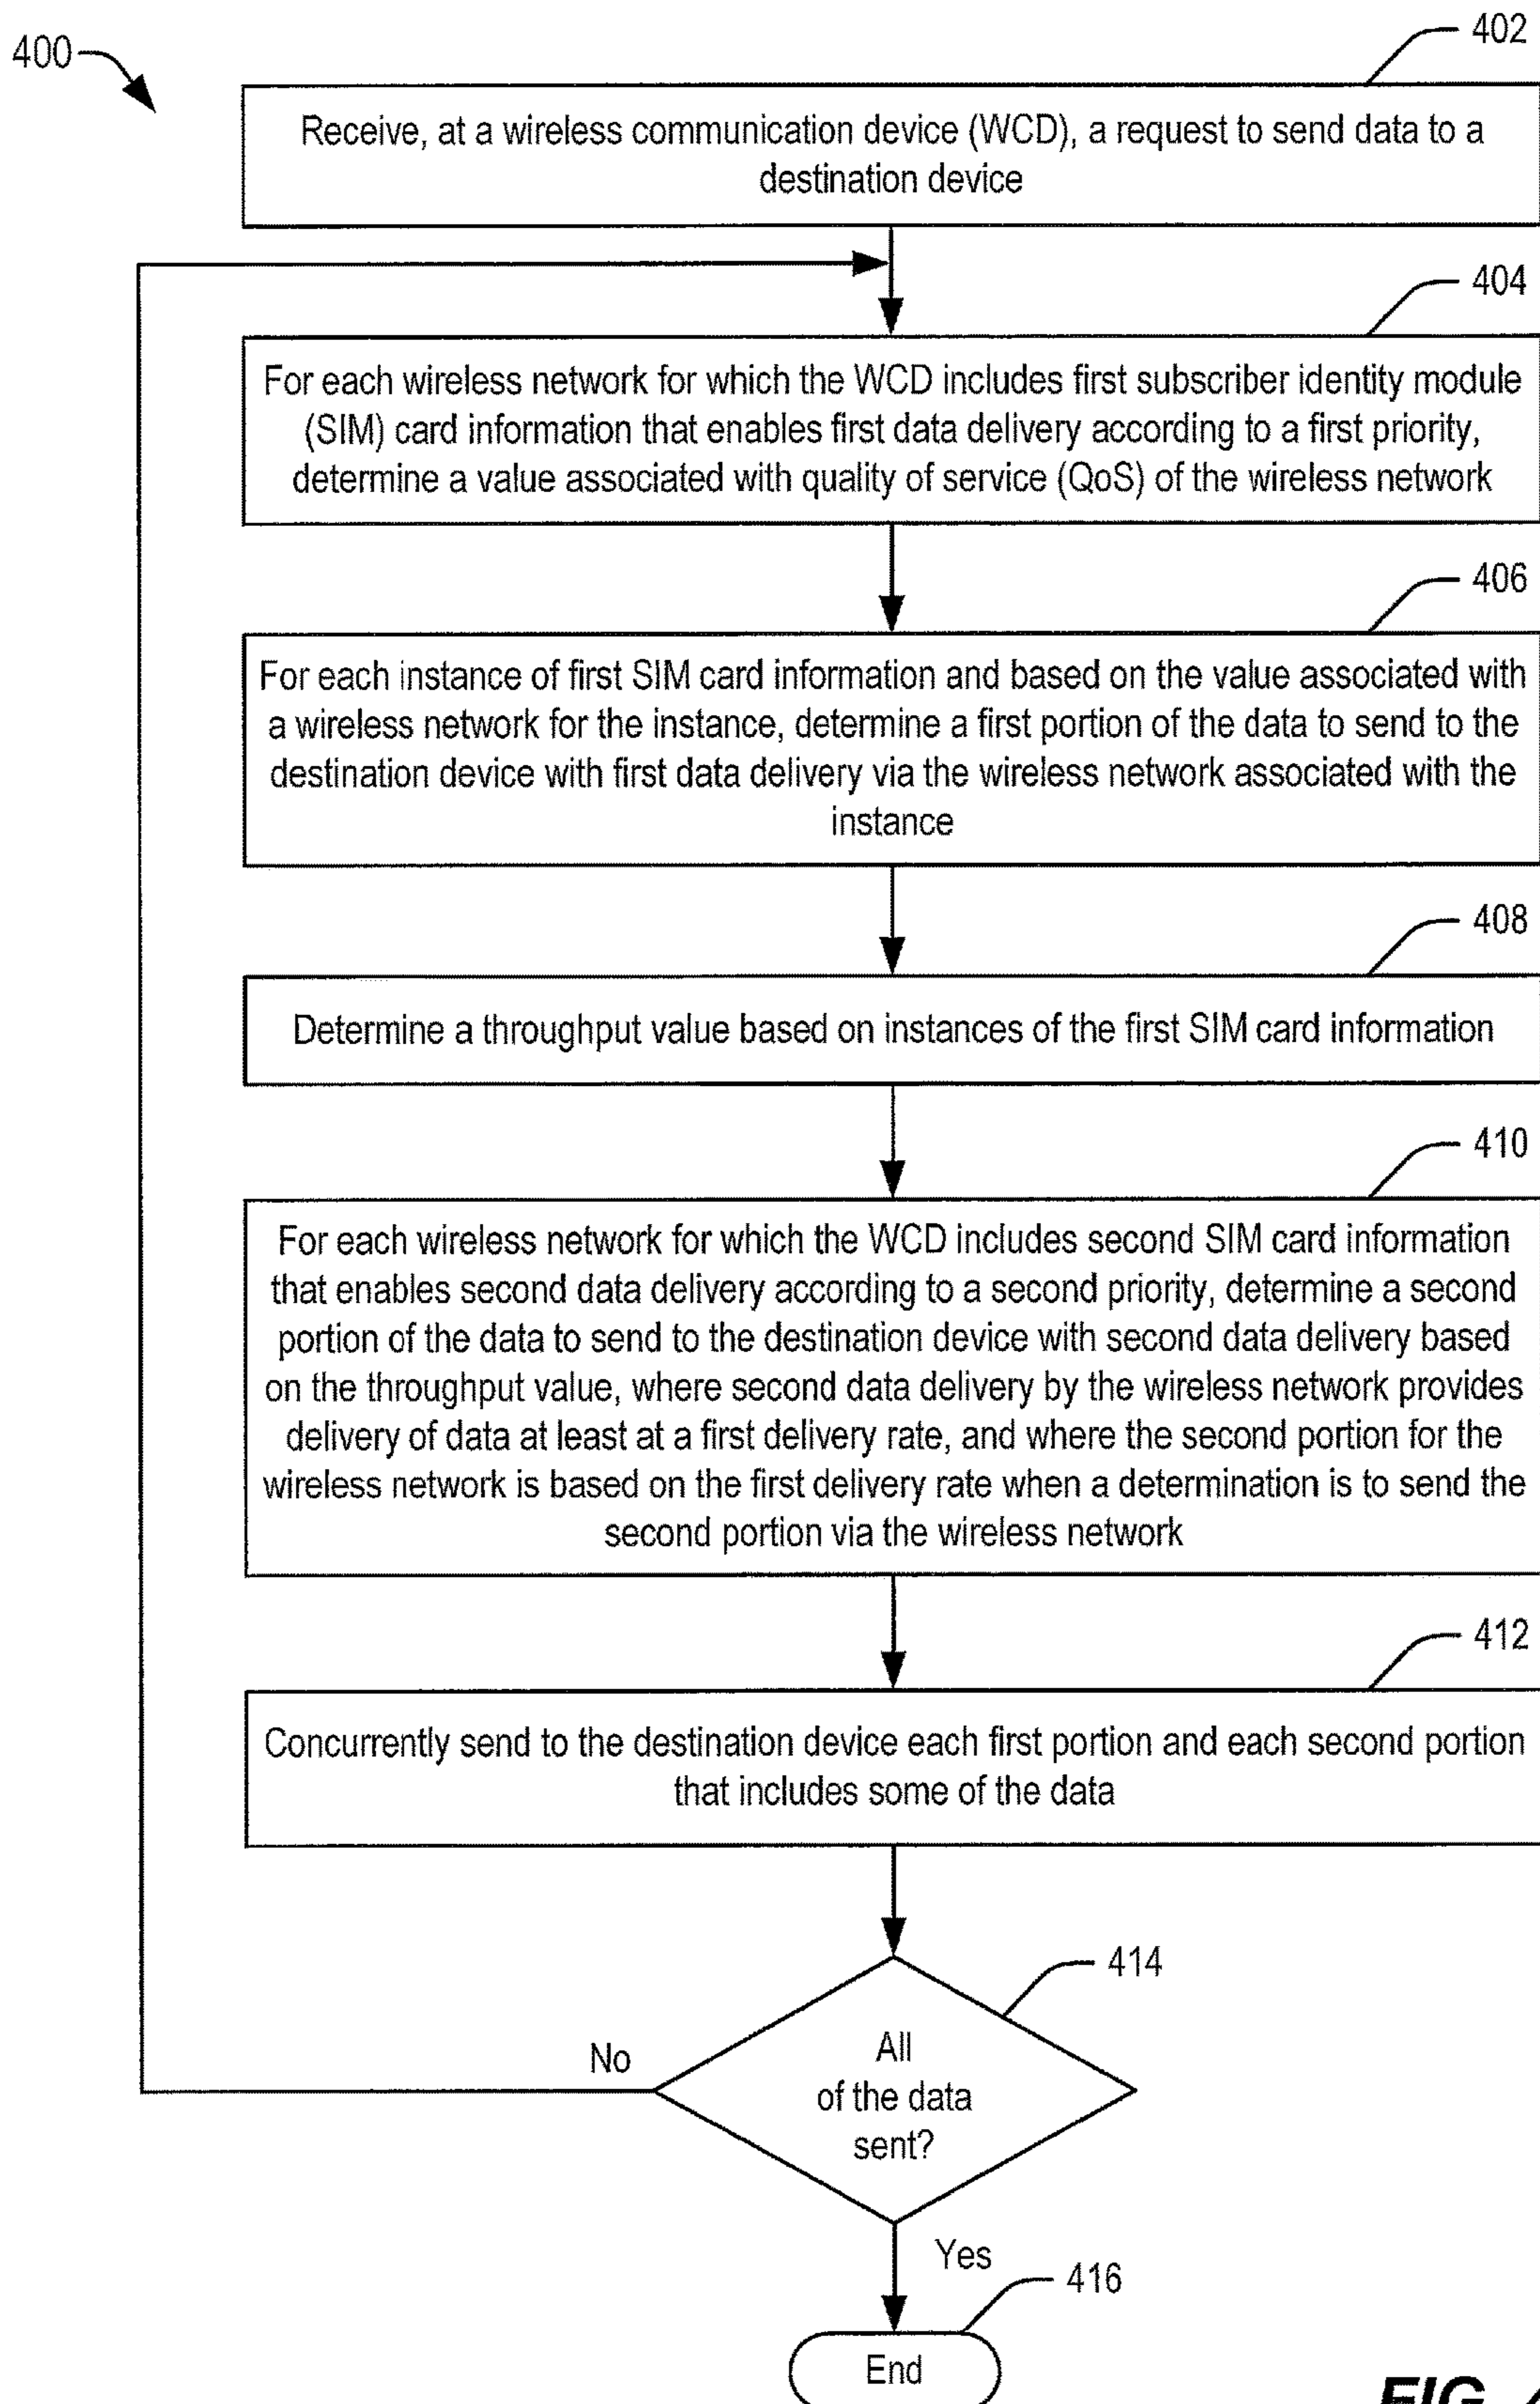 400
402
Receive, at a wireless communication device (WCD), a request to send data to a
destination device
404
For each wireless network for which the WCD includes first subscriber identity module
(SIM) card information that enables first data delivery according to a first priority,
determine a value associated with quality of service (QoS) of the wireless network
406
For each instance of first SIM card information and based on the value associated with
a wireless network for the instance, determine a first portion of the data to send to the
destination device with first data delivery via the wireless network associated with the
instance
408
Determine a throughput value based on instances of the first SIM card information
410
For each wireless network for which the WCD includes second SIM card information
that enables second data delivery according to a second priority, determine a second
portion of the data to send to the destination device with second data delivery based
on the throughput value, where second data delivery by the wireless network provides
delivery of data at least at a first delivery rate, and where the second portion for the
wireless network is based on the first delivery rate when a determination is to send the
second portion via the wireless network
412
Concurrently send to the destination device each first portion and each second portion
that includes some of the data
414
All
of the data
sent?
No
Yes
416
End
FIG.